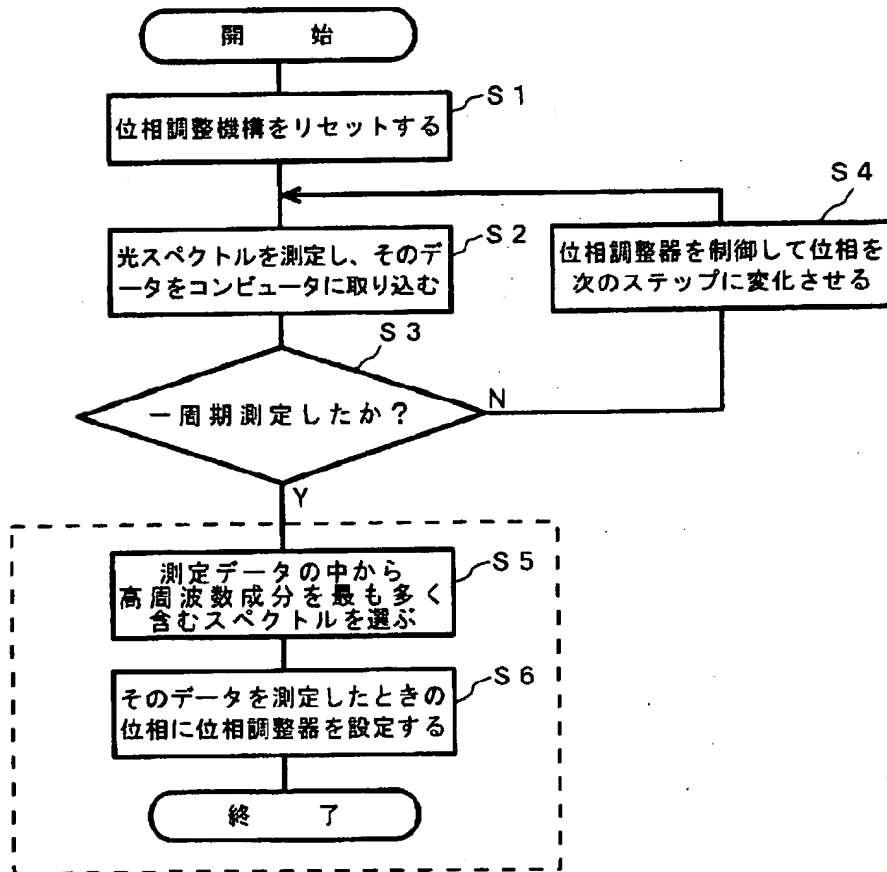 開 始
S1
位相調整機構をリセットする
S4
位相調整器を制御して位相を
次のステップに変化させる
S2
光スペクトルを測定し、そのデ
ータをコンピュータに取り込む
S3
一周期測定したか?
N
Y
S5
測定データの中から
高周波数成分を最も多く
含むスペクトルを選ぶ
S6
そのデータを測定したときの
位相に位相調整器を設定する
終 了